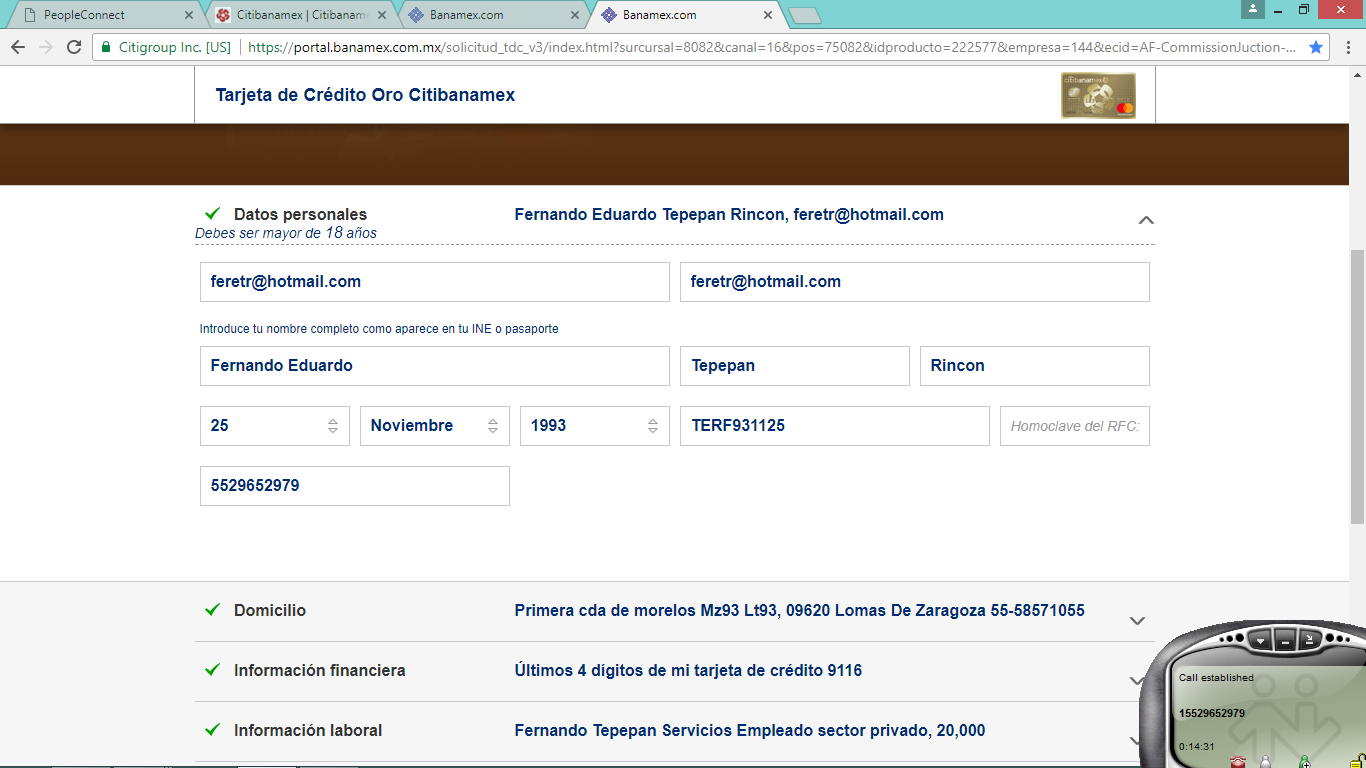 PeopleConnect
Citibanamex | Citibanam
Banamex.com
Banamex.com
Citigroup Inc. [US] https://portal.banamex.com.mx/solicitud_tdc_v3/index.html?surcursal=8082&canal=16&pos=75082&idproducto=222577&empresa=144&ecid=AF-CommissionJuction-...
Tarjeta de Crédito Oro Citibanamex
citibanamex
Datos personales Fernando Eduardo Tepepan Rincon, feretr@hotmail.com
Debes ser mayor de 18 años
feretr@hotmail.com feretr@hotmail.com
Introduce tu nombre completo como aparece en tu INE o pasaporte
Fernando Eduardo Tepepan Rincon
25 Noviembre 1993 TERF931125 Homoclave del RFC:
5529652979
Domicilio Primera cda de morelos Mz93 Lt93, 09620 Lomas De Zaragoza 55-58571055
Información financiera Últimos 4 dígitos de mi tarjeta de crédito 9116
Información laboral Fernando Tepepan Servicios Empleado sector privado, 20,000
Call established
15529652979
0:14:31